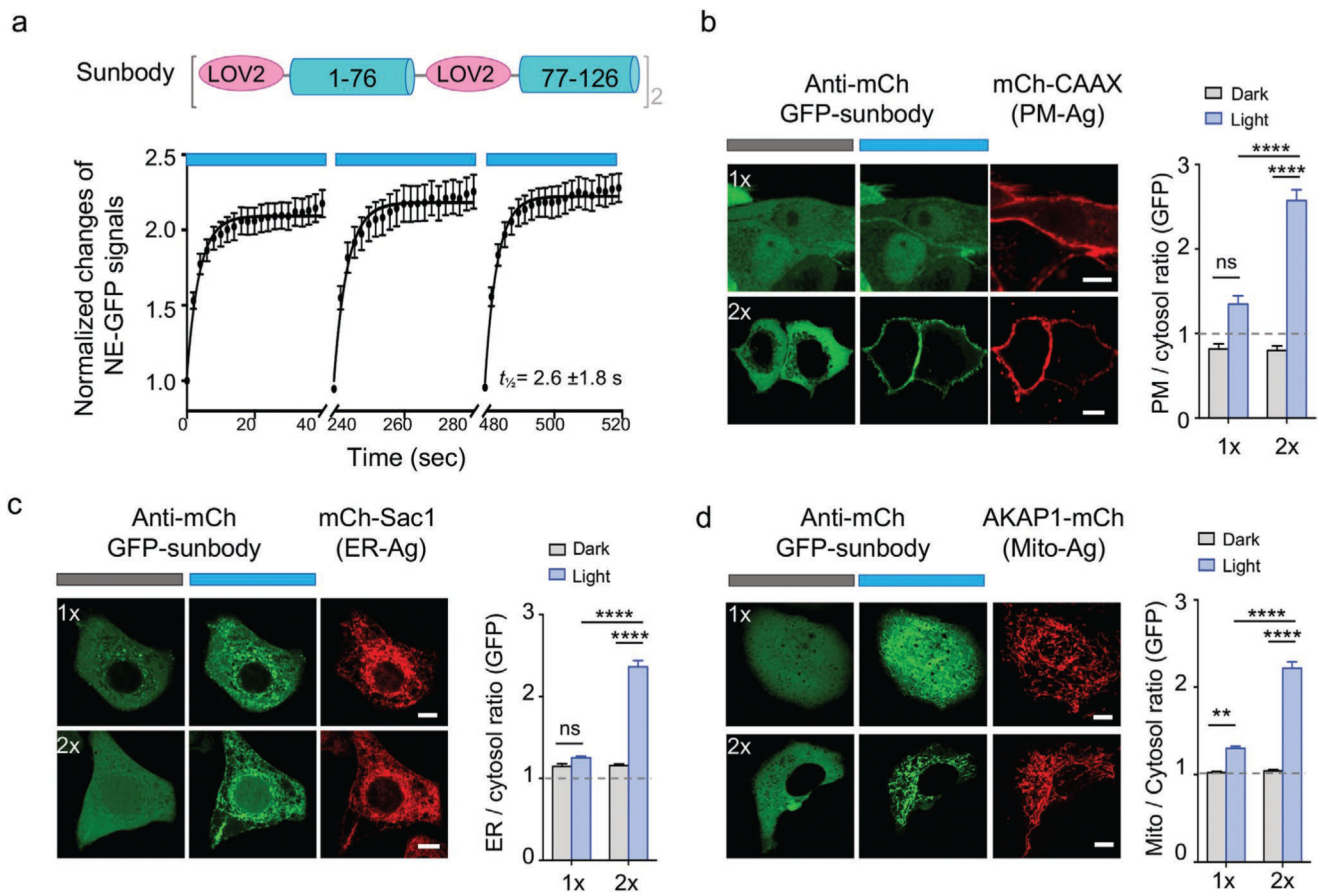 a
Sunbody
LOV2
1-76
LOV2
77-126
2
Normalized changes of
NE-GFP signals
2.5
2.0
1.5
1.0
t½= 2.6 ±1.8 s
0 20 40 240 260 280 480 500 520
Time (sec)
b
Anti-mCh
GFP-sunbody
mCh-CAAX
(PM-Ag)
1x
2x
Dark
Light
PM / cytosol ratio (GFP)
3
2
1
0
ns
****
****
1x 2x
c
Anti-mCh
GFP-sunbody
mCh-Sac1
(ER-Ag)
1x
2x
Dark
Light
ER / cytosol ratio (GFP)
3
2
1
0
ns
****
****
1x 2x
d
Anti-mCh
GFP-sunbody
AKAP1-mCh
(Mito-Ag)
1x
2x
Dark
Light
Mito / Cytosol ratio (GFP)
3
2
1
0
**
****
****
1x 2x